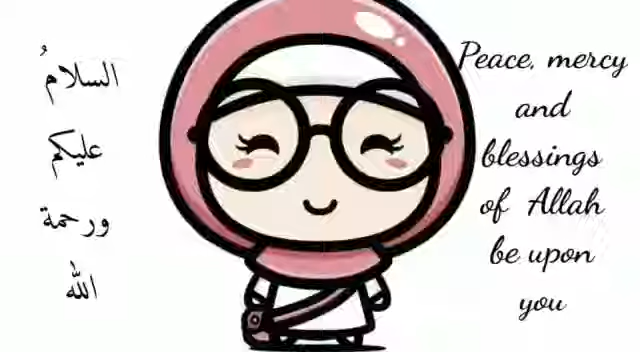 السلامُ
عليكم
ورحمة
الله
Peace, mercy
and
blessings
of Allah
be upon
you